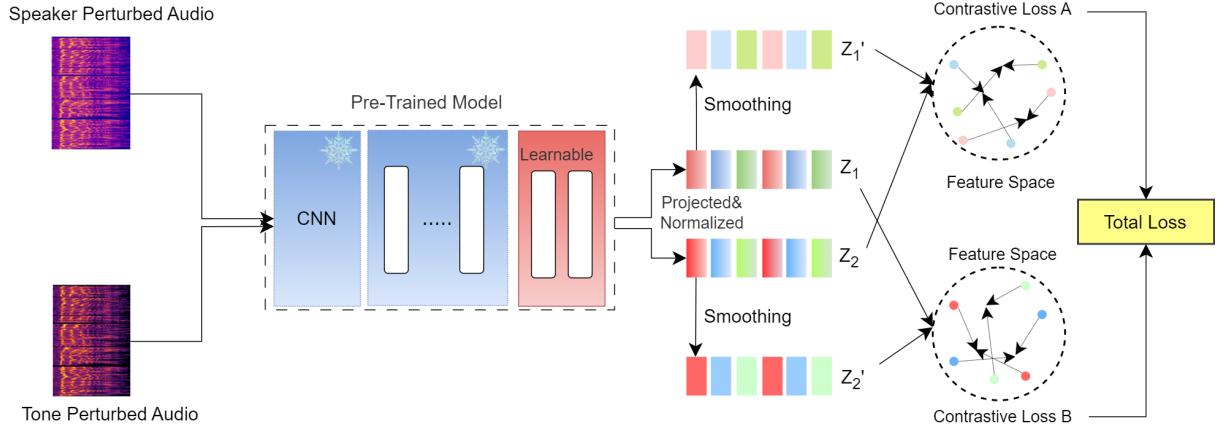 Speaker Perturbed Audio
Tone Perturbed Audio
Pre-Trained Model
CNN
.....
Learnable
Projected&
Normalized
Smoothing
Smoothing
Z1'
Z1
Z2
Z2'
Contrastive Loss A
Feature Space
Feature Space
Contrastive Loss B
Total Loss